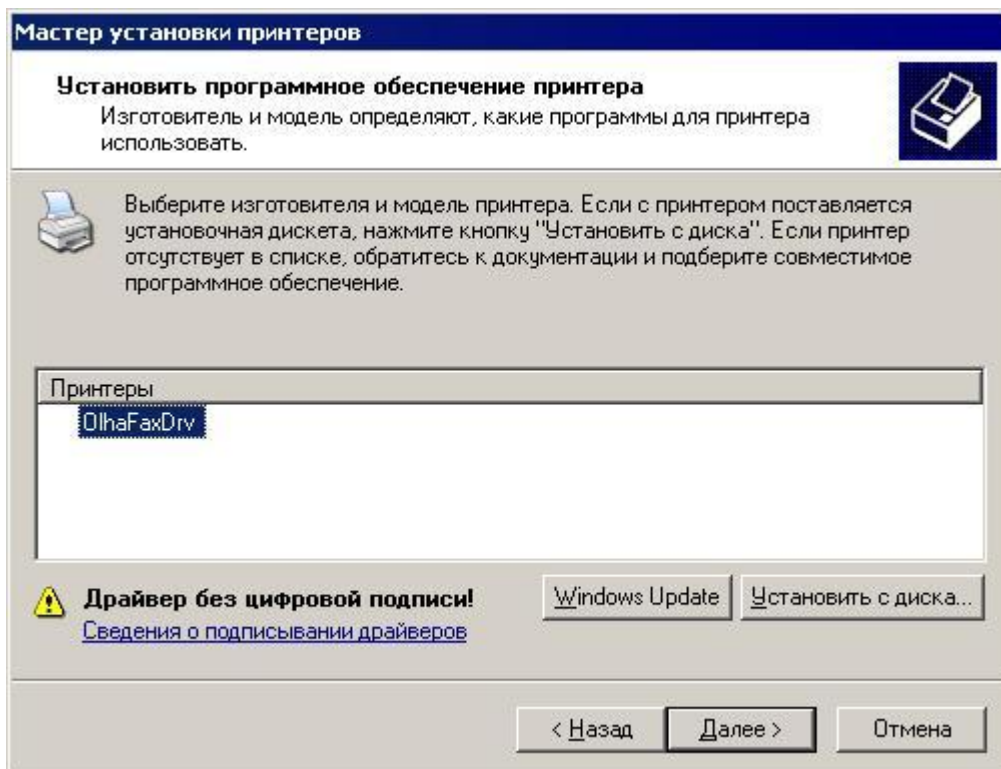 Мастер установки принтеров
Установить программное обеспечение принтера
Изготовитель и модель определяют, какие программы для принтера
использовать.
Выберите изготовителя и модель принтера. Если с принтером поставляется
установочная дискета, нажмите кнопку "Установить с диска". Если принтер
отсутствует в списке, обратитесь к документации и подберите совместимое
программное обеспечение.
Принтеры
OlhaFaxDrv
Драйвер без цифровой подписи!
Сведения о подписывании драйверов
Windows Update
Установить с диска...
< Назад
Далее >
Отмена